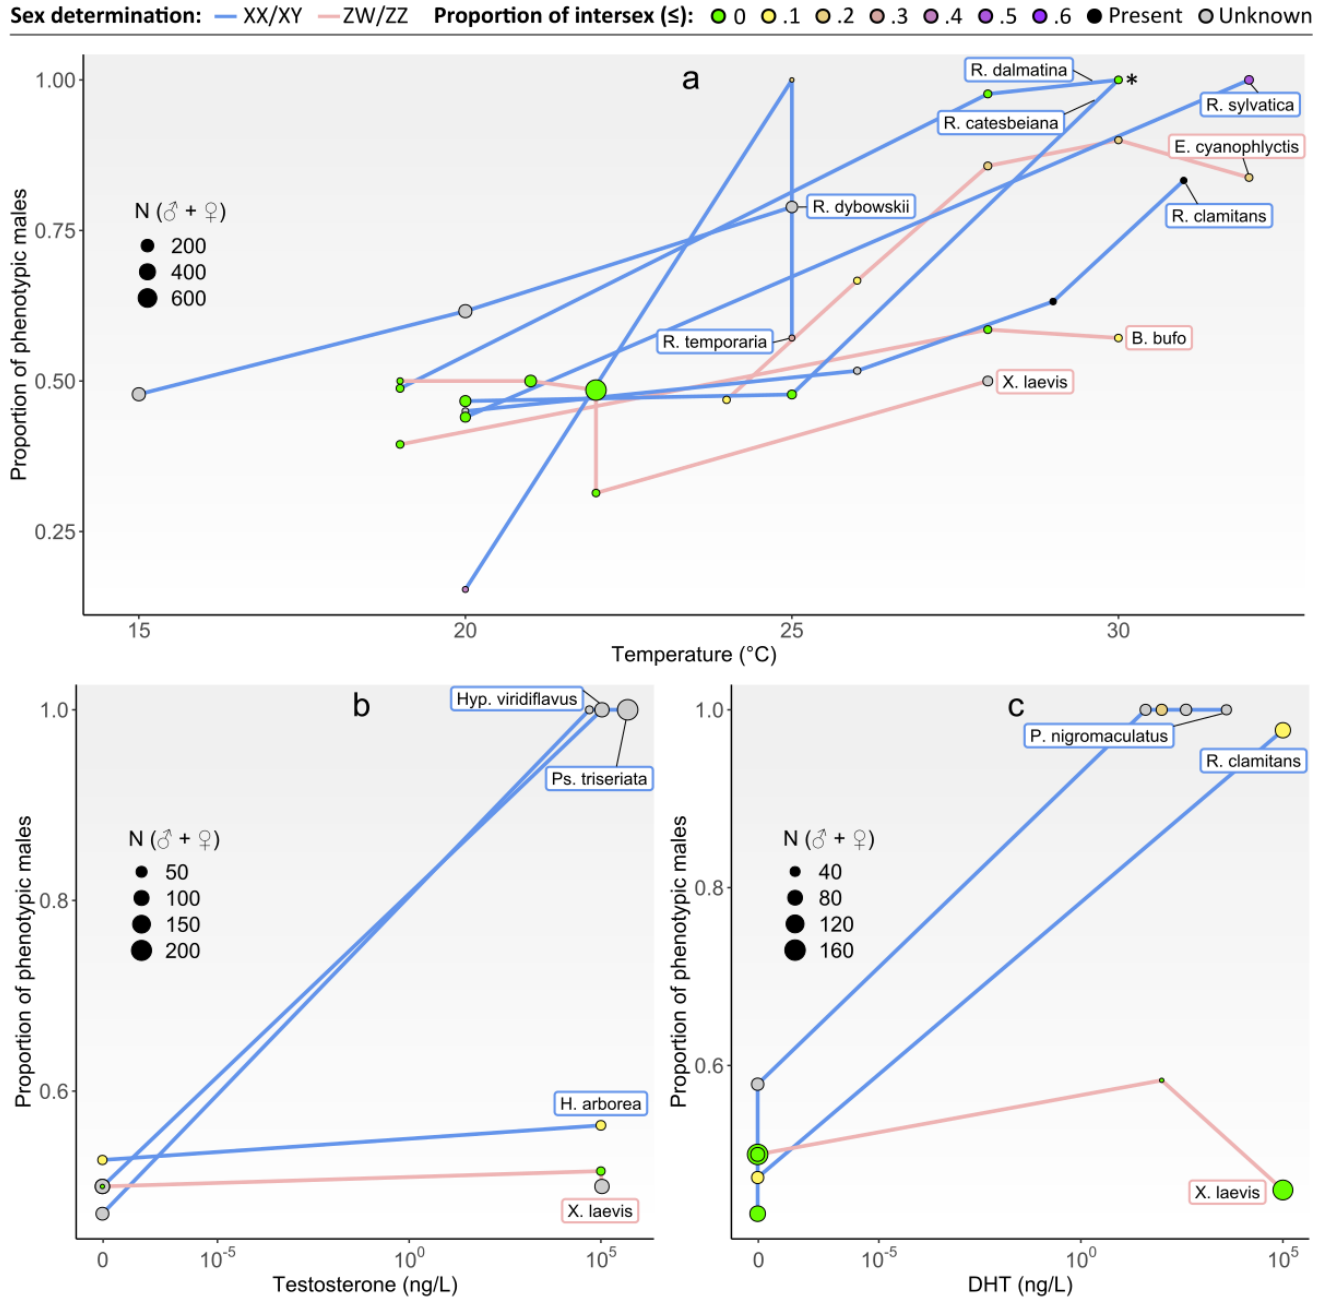 Sex determination: XX/XY ZW/ZZ Proportion of intersex (≤): 0 .1 .2 .3 .4 .5 .6 Present Unknown
a
Proportion of phenotypic males
1.00
0.75
0.50
0.25
N (♂ + ♀)
200
400
600
R. dalmatina
*
R. catesbeiana
R. sylvatica
E. cyanophlyctis
R. dybowskii
R. clamitans
R. temporaria
B. bufo
X. laevis
15 20 25 30
Temperature (°C)
b
Proportion of phenotypic males
1.0
0.8
0.6
Hyp. viridiflavus
Ps. triseriata
N (♂ + ♀)
50
100
150
200
H. arborea
X. laevis
0 10-5 100 105
Testosterone (ng/L)
c
Proportion of phenotypic males
1.0
0.8
0.6
P. nigromaculatus
R. clamitans
N (♂ + ♀)
40
80
120
160
X. laevis
0 10-5 100 105
DHT (ng/L)